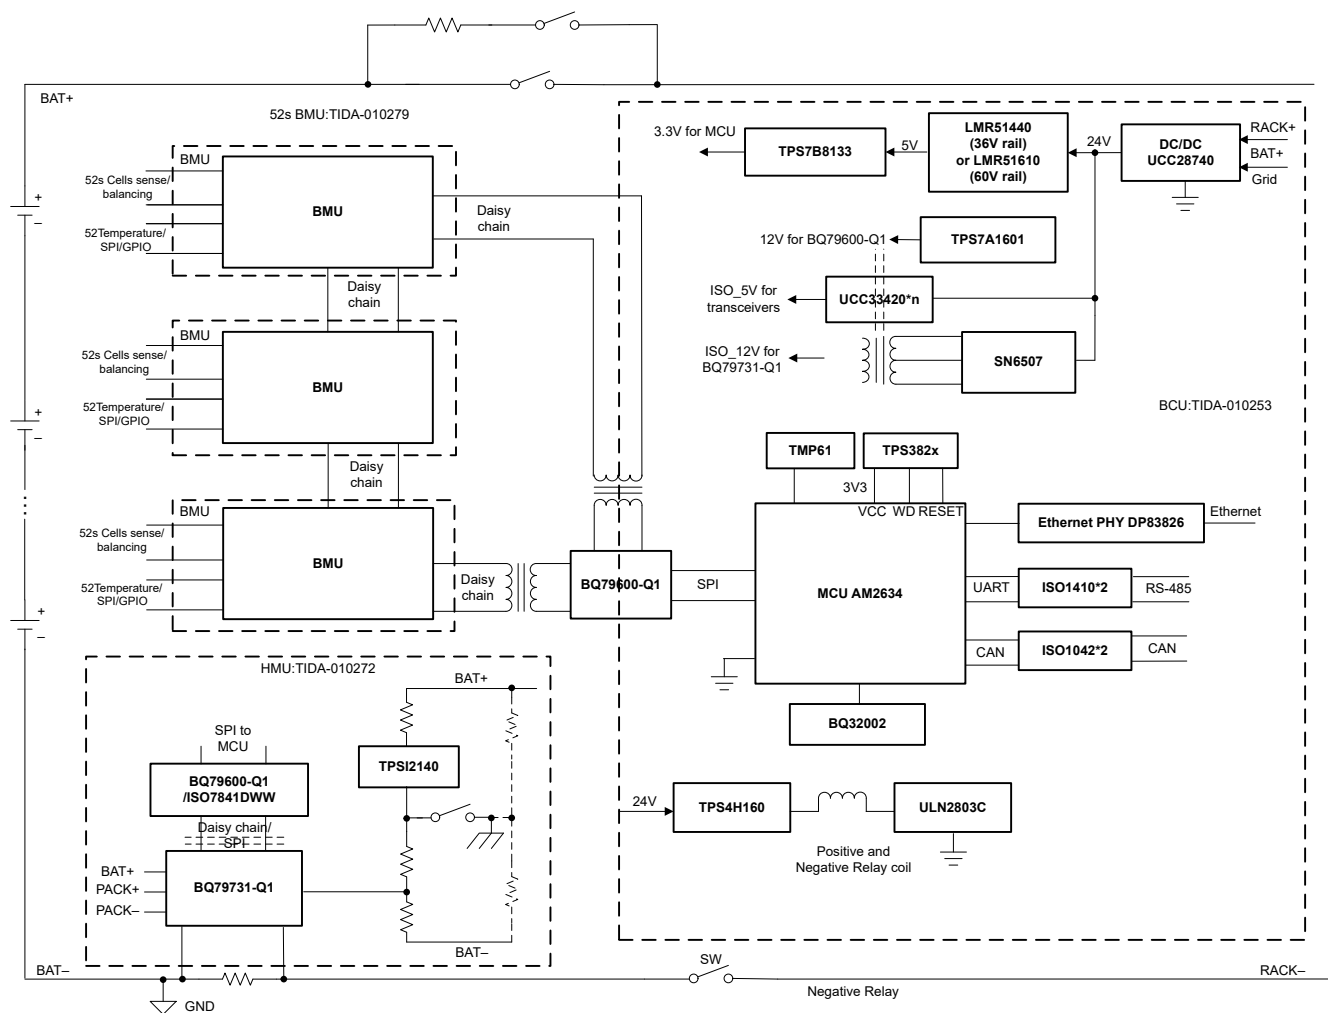 BAT+
52s BMU:TIDA-010279
BMU
52s Cells sense/
balancing
52Temperature/
SPI/GPIO
BMU
Daisy
chain
Daisy
chain
BMU
52s Cells sense/
balancing
52Temperature/
SPI/GPIO
BMU
Daisy
chain
BMU
52s Cells sense/
balancing
52Temperature/
SPI/GPIO
BMU
Daisy
chain
+
–
+
–
+
–
3.3V for MCU
TPS7B8133
5V
LMR51440
(36V rail)
or LMR51610
(60V rail)
24V
DC/DC
UCC28740
RACK+
BAT+
Grid
12V for BQ79600-Q1
TPS7A1601
ISO_5V for
transceivers
UCC33420*n
ISO_12V for
BQ79731-Q1
SN6507
BCU:TIDA-010253
TMP61
TPS382x
3V3
VCC WD RESET
BQ79600-Q1
SPI
MCU AM2634
Ethernet PHY DP83826
Ethernet
UART
ISO1410*2
RS-485
CAN
ISO1042*2
CAN
BQ32002
24V
TPS4H160
ULN2803C
Positive and
Negative Relay coil
HMU:TIDA-010272
BAT+
SPI to
MCU
BQ79600-Q1
/ISO7841DWW
TPSI2140
Daisy chain/
SPI
BAT+
PACK+
PACK–
BQ79731-Q1
BAT–
BAT–
GND
SW
Negative Relay
RACK–